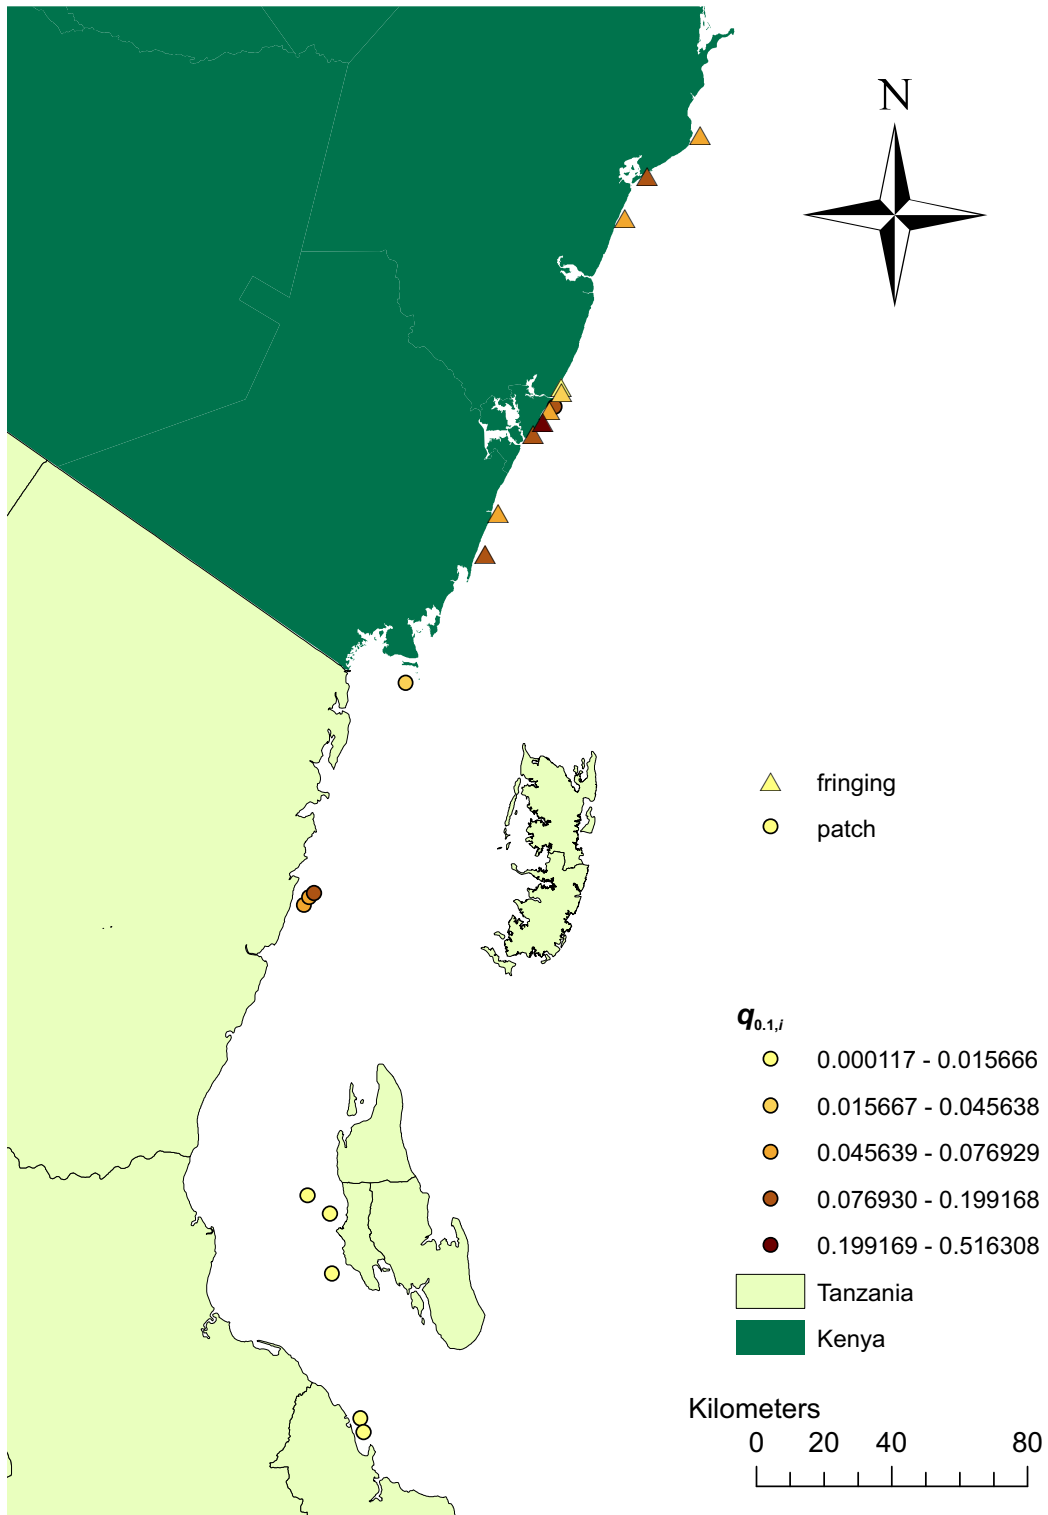 N
fringing
patch
q0.1,i
0.000117 - 0.015666
0.015667 - 0.045638
0.045639 - 0.076929
0.076930 - 0.199168
0.199169 - 0.516308
Tanzania
Kenya
Kilometers
0 20 40 80